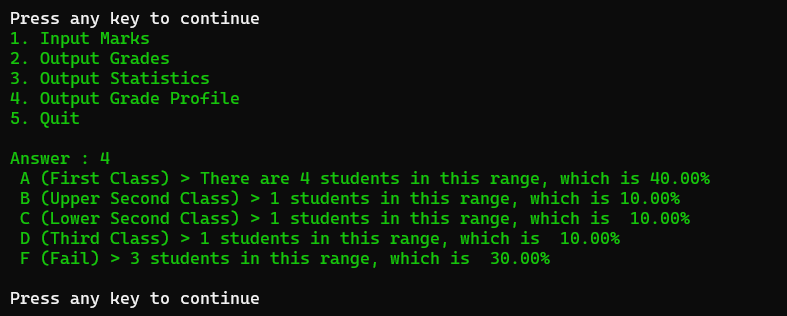 Press any key to continue
1. Input Marks
2. Output Grades
3. Output Statistics
4. Output Grade Profile
5. Quit
Answer : 4
A (First Class) > There are 4 students in this range, which is 40.00%
B (Upper Second Class) > 1 students in this range, which is 10.00%
C (Lower Second Class) > 1 students in this range, which is  10.00%
D (Third Class) > 1 students in this range, which is  10.00%
F (Fail) > 3 students in this range, which is  30.00%
Press any key to continue